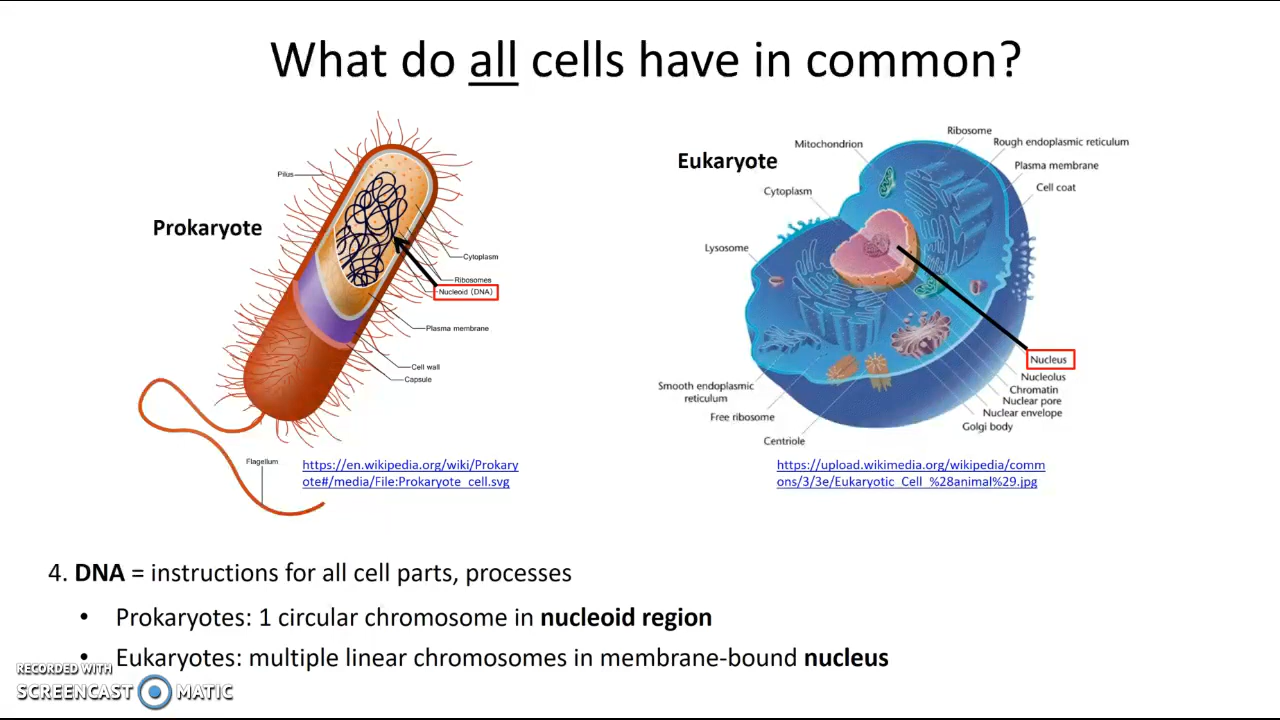 What do all cells have in common?
Prokaryote
Pilus
Cytoplasm
Ribosomes
Nucleoid (DNA)
Plasma membrane
Cell wall
Capsule
Flagellum
https://en.wikipedia.org/wiki/Prokary
ote#/media/File:Prokaryote_cell.svg
Eukaryote
Mitochondrion
Ribosome
Rough endoplasmic reticulum
Plasma membrane
Cell coat
Cytoplasm
Lysosome
Nucleus
Nucleolus
Chromatin
Nuclear pore
Nuclear envelope
Golgi body
Smooth endoplasmic
reticulum
Free ribosome
Centriole
https://upload.wikimedia.org/wikipedia/comm
ons/3/3e/Eukaryotic_Cell_%28animal%29.jpg
4. DNA = instructions for all cell parts, processes
• Prokaryotes: 1 circular chromosome in nucleoid region
• Eukaryotes: multiple linear chromosomes in membrane-bound nucleus
RECORDED WITH
SCREENCAST MATIC